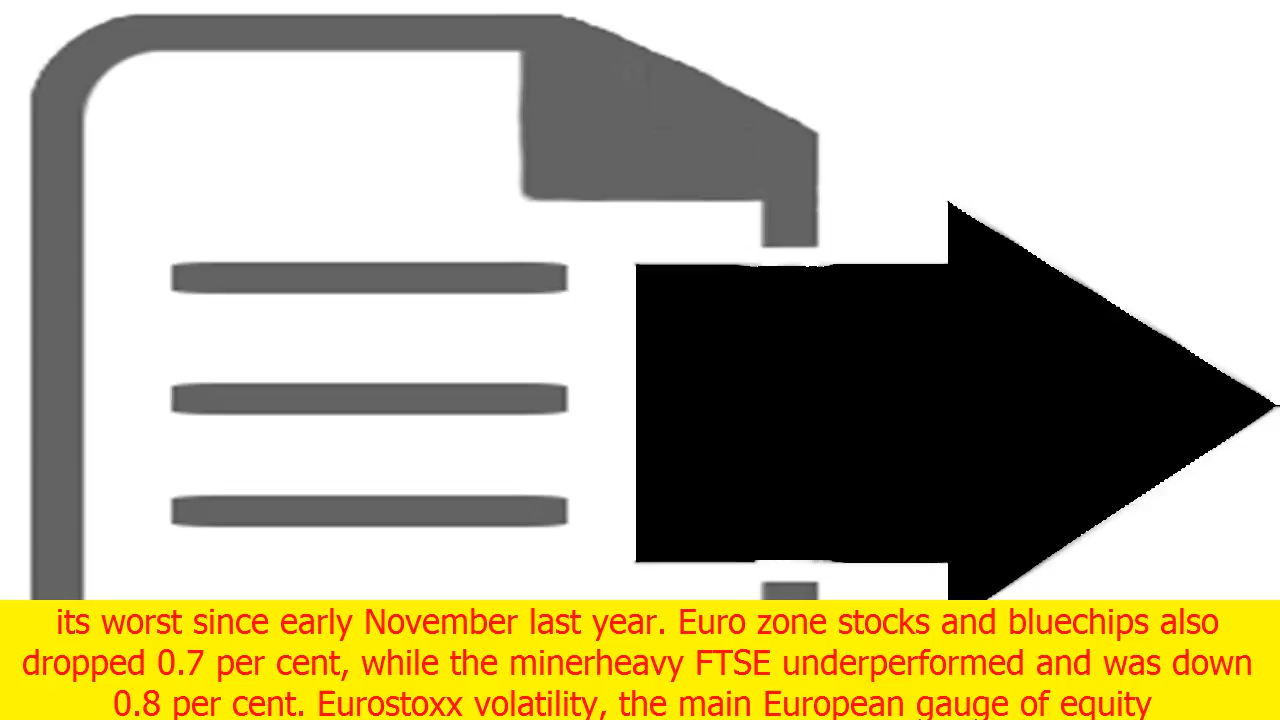 its worst since early November last year. Euro zone stocks and bluechips also
dropped 0.7 per cent, while the minerheavy FTSE underperformed and was down
0.8 per cent. Eurostoxx volatility, the main European gauge of equity